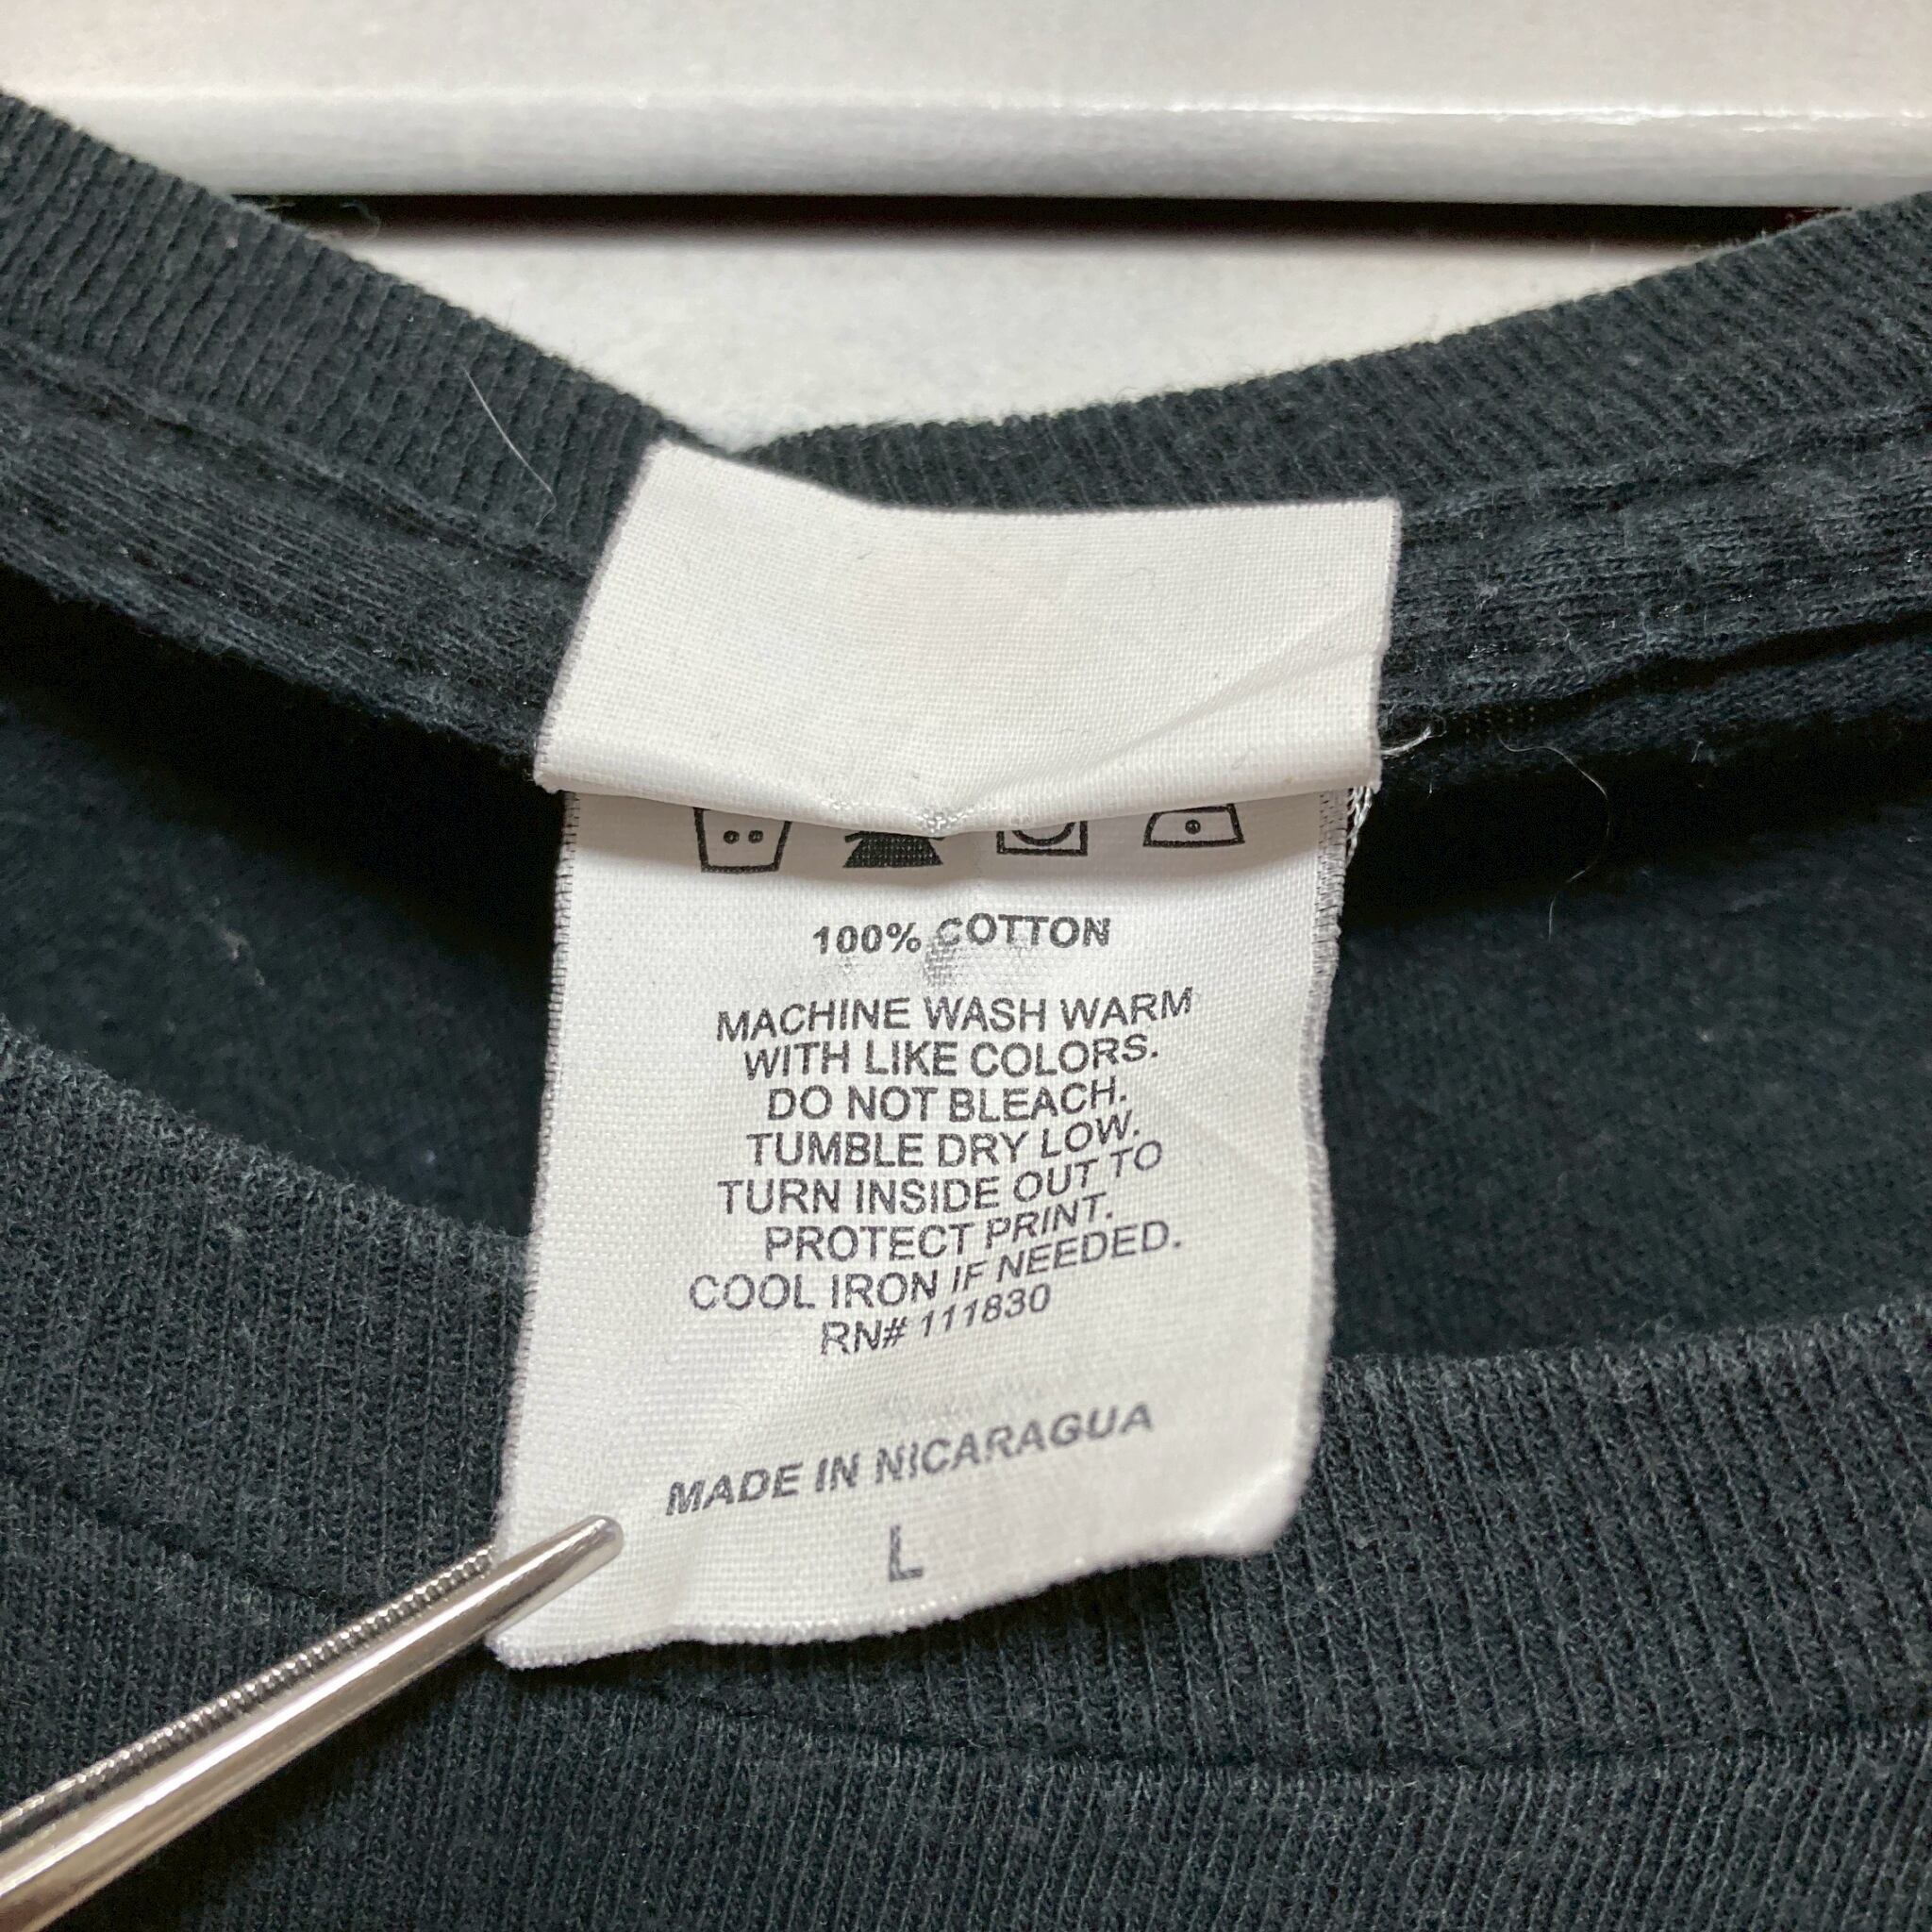 100% COTTON
MACHINE WASH WARM
WITH LIKE COLORS.
DO NOT BLEACH.
TUMBLE DRY LOW.
TURN INSIDE OUT TO
PROTECT PRINT.
COOL IRON IF NEEDED.
RN# 111830
MADE IN NICARAGUA
L